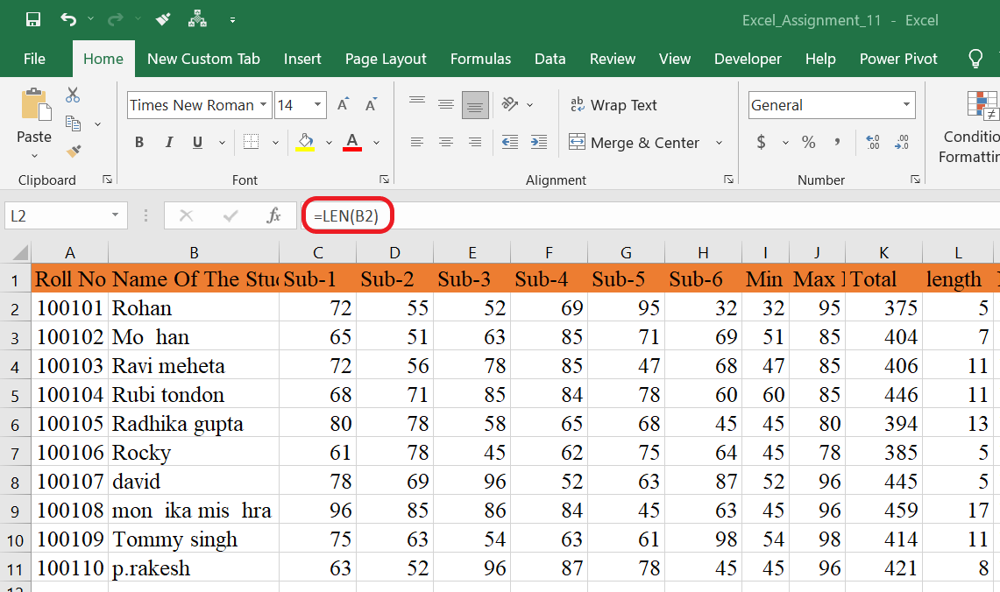 Excel_Assignment_11 - Excel
File Home New Custom Tab Insert Page Layout Formulas Data Review View Developer Help Power Pivot
Times New Roman 14 A A ab c Wrap Text General
Paste B I U A Merge & Center $ % , .0 .00 .00 .0 Conditio
Formattin
Clipboard Font Alignment Number
L2 fx =LEN(B2)
A B C D E F G H I J K L
1 Roll No Name Of The Stu Sub-1 Sub-2 Sub-3 Sub-4 Sub-5 Sub-6 Min Max Total length
2 100101 Rohan 72 55 52 69 95 32 32 95 375 5
3 100102 Mo  han 65 51 63 85 71 69 51 85 404 7
4 100103 Ravi meheta 72 56 78 85 47 68 47 85 406 11
5 100104 Rubi tondon 68 71 85 84 78 60 60 85 446 11
6 100105 Radhika gupta 80 78 58 65 68 45 45 80 394 13
7 100106 Rocky 61 78 45 62 75 64 45 78 385 5
8 100107 david 78 69 96 52 63 87 52 96 445 5
9 100108 mon  ika mis  hra 96 85 86 84 45 63 45 96 459 17
10 100109 Tommy singh 75 63 54 63 61 98 54 98 414 11
11 100110 p.rakesh 63 52 96 87 78 45 45 96 421 8